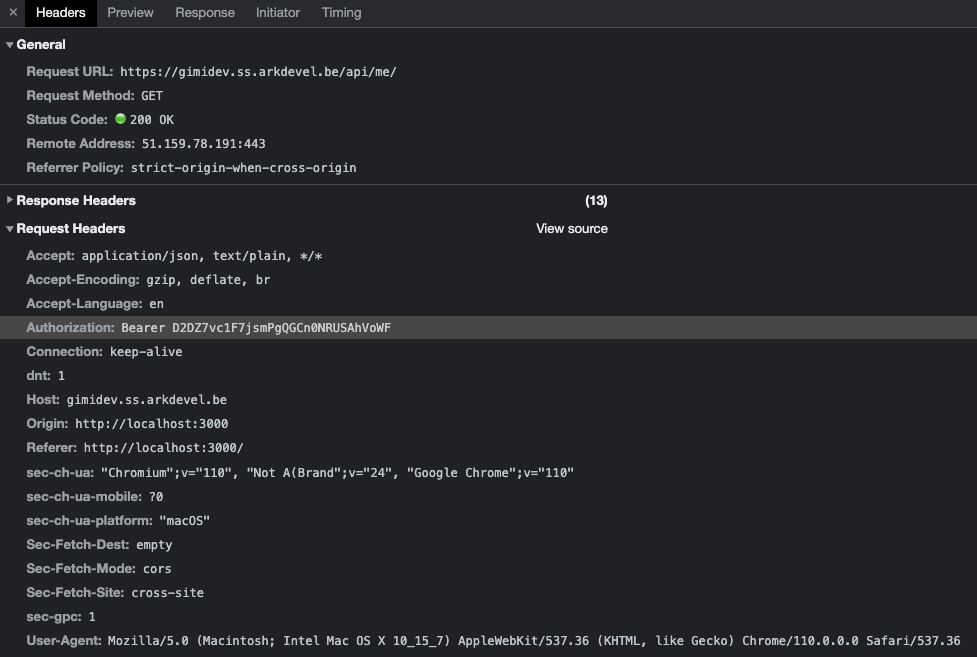 × Headers Preview Response Initiator Timing
General
Request URL: https://gimidev.ss.arkdevel.be/api/me/
Request Method: GET
Status Code: 200 OK
Remote Address: 51.159.78.191:443
Referrer Policy: strict-origin-when-cross-origin
Response Headers (13)
Request Headers View source
Accept: application/json, text/plain, */*
Accept-Encoding: gzip, deflate, br
Accept-Language: en
Authorization: Bearer D2DZ7vc1F7jsmPgQGCn0NRUSAhVoWF
Connection: keep-alive
dnt: 1
Host: gimidev.ss.arkdevel.be
Origin: http://localhost:3000
Referer: http://localhost:3000/
sec-ch-ua: "Chromium";v="110", "Not A(Brand";v="24", "Google Chrome";v="110"
sec-ch-ua-mobile: ?0
sec-ch-ua-platform: "macOS"
Sec-Fetch-Dest: empty
Sec-Fetch-Mode: cors
Sec-Fetch-Site: cross-site
sec-gpc: 1
User-Agent: Mozilla/5.0 (Macintosh; Intel Mac OS X 10_15_7) AppleWebKit/537.36 (KHTML, like Gecko) Chrome/110.0.0.0 Safari/537.36